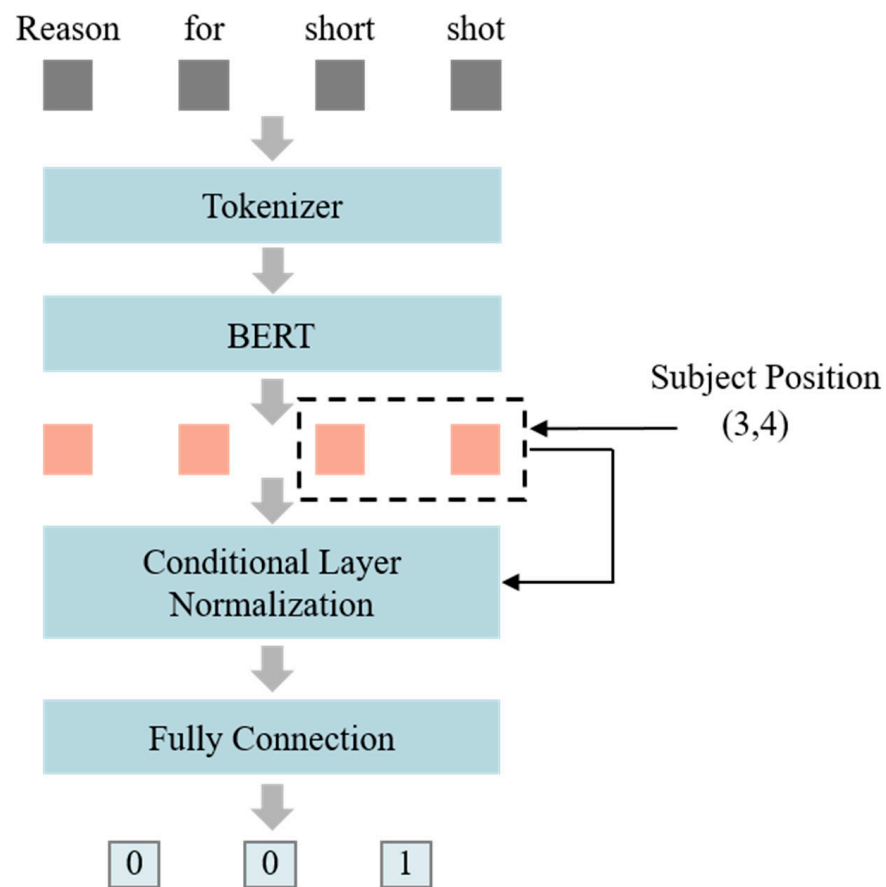 Reason for short shot
Tokenizer
BERT
Subject Position
(3,4)
Conditional Layer
Normalization
Fully Connection
0 0 1